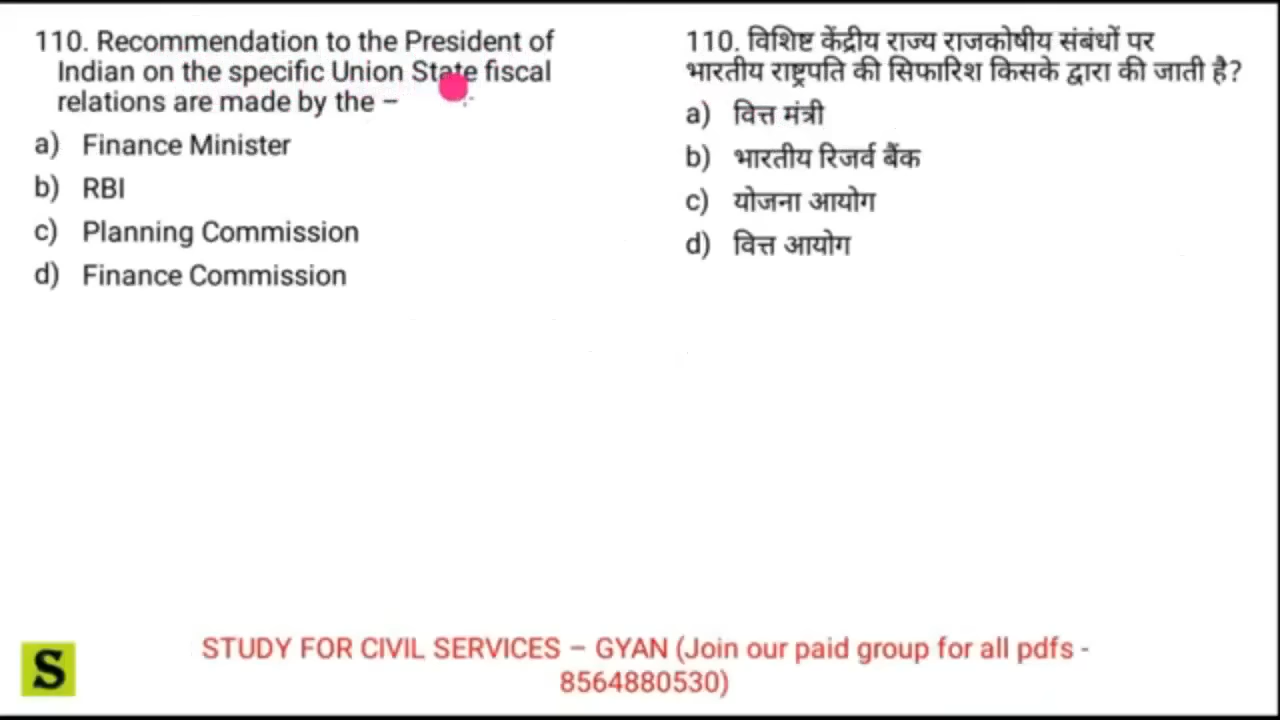 110. Recommendation to the President of
Indian on the specific Union State fiscal
relations are made by the –
a) Finance Minister
b) RBI
c) Planning Commission
d) Finance Commission
110. विशिष्ट केंद्रीय राज्य राजकोषीय संबंधों पर
भारतीय राष्ट्रपति की सिफारिश किसके द्वारा की जाती है?
a) वित्त मंत्री
b) भारतीय रिजर्व बैंक
c) योजना आयोग
d) वित्त आयोग
S
STUDY FOR CIVIL SERVICES – GYAN (Join our paid group for all pdfs -
8564880530)